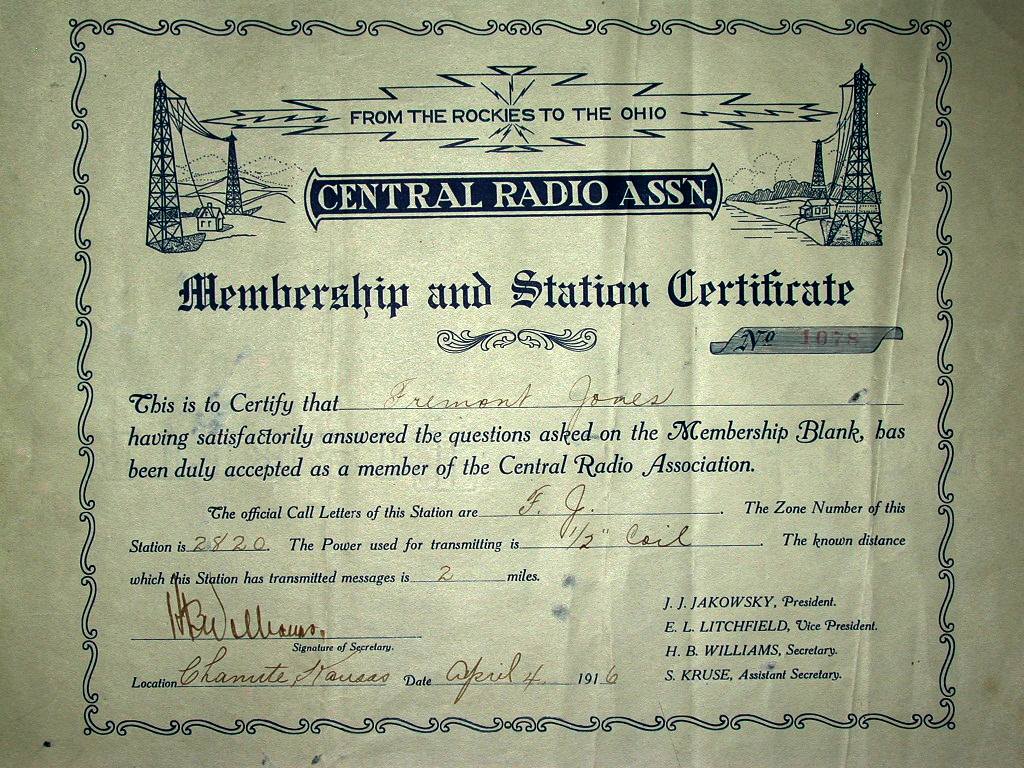 FROM THE ROCKIES TO THE OHIO
CENTRAL RADIO ASS'N.
Membership and Station Certificate
No 1078
This is to Certify that Fremont Jones
having satisfactorily answered the questions asked on the Membership Blank, has
been duly accepted as a member of the Central Radio Association.
The official Call Letters of this Station are F. J. . The Zone Number of this
Station is 2820. The Power used for transmitting is 1/2" Coil . The known distance
which this Station has transmitted messages is 2 miles.
HB Williams.
Signature of Secretary.
Location Chanute, Kansas Date April 4, 1916
J. J. JAKOWSKY, President.
E. L. LITCHFIELD, Vice President.
H. B. WILLIAMS, Secretary.
S. KRUSE, Assistant Secretary.